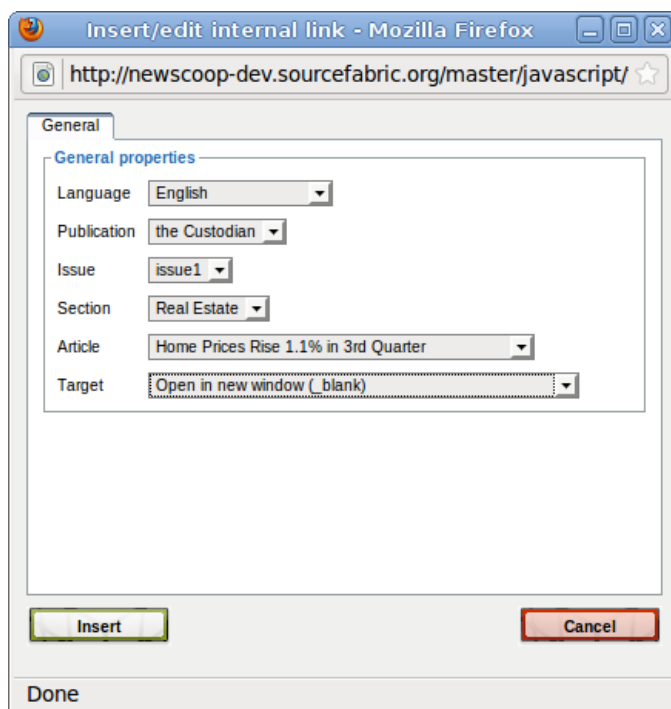 Insert/edit internal link - Mozilla Firefox
http://newscoop-dev.sourcefabric.org/master/javascript/
General
General properties
Language English
Publication the Custodian
Issue issue1
Section Real Estate
Article Home Prices Rise 1.1% in 3rd Quarter
Target Open in new window (_blank)
Insert Cancel
Done